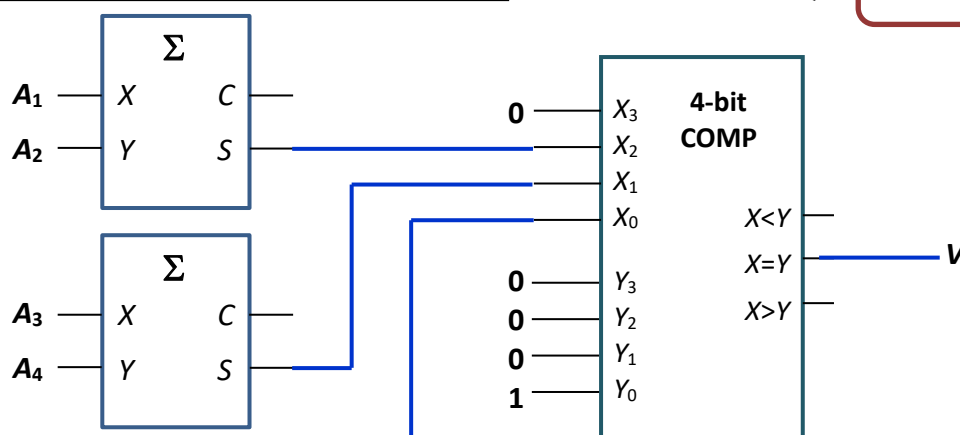 Σ
A1 X C
A2 Y S
Σ
A3 X C
A4 Y S
4-bit
COMP
0 X3
X2
X1
X0
0 Y3
0 Y2
0 Y1
1 Y0
X<Y
X=Y V
X>Y